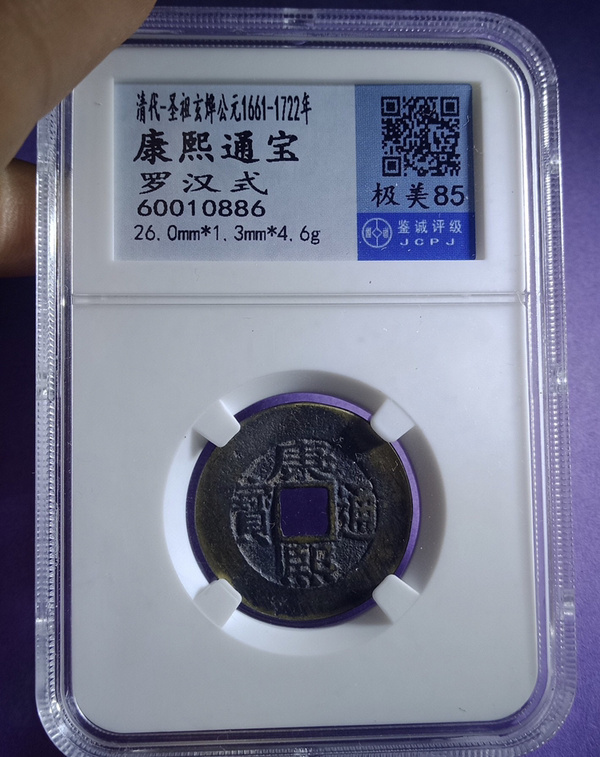 清代-圣祖玄烨公元1661-1722年
康熙通宝
罗汉式
60010886
26.0mm*1.3mm*4.6g
极美85
鉴诚评级
JCPJ
康
熙
通
寶